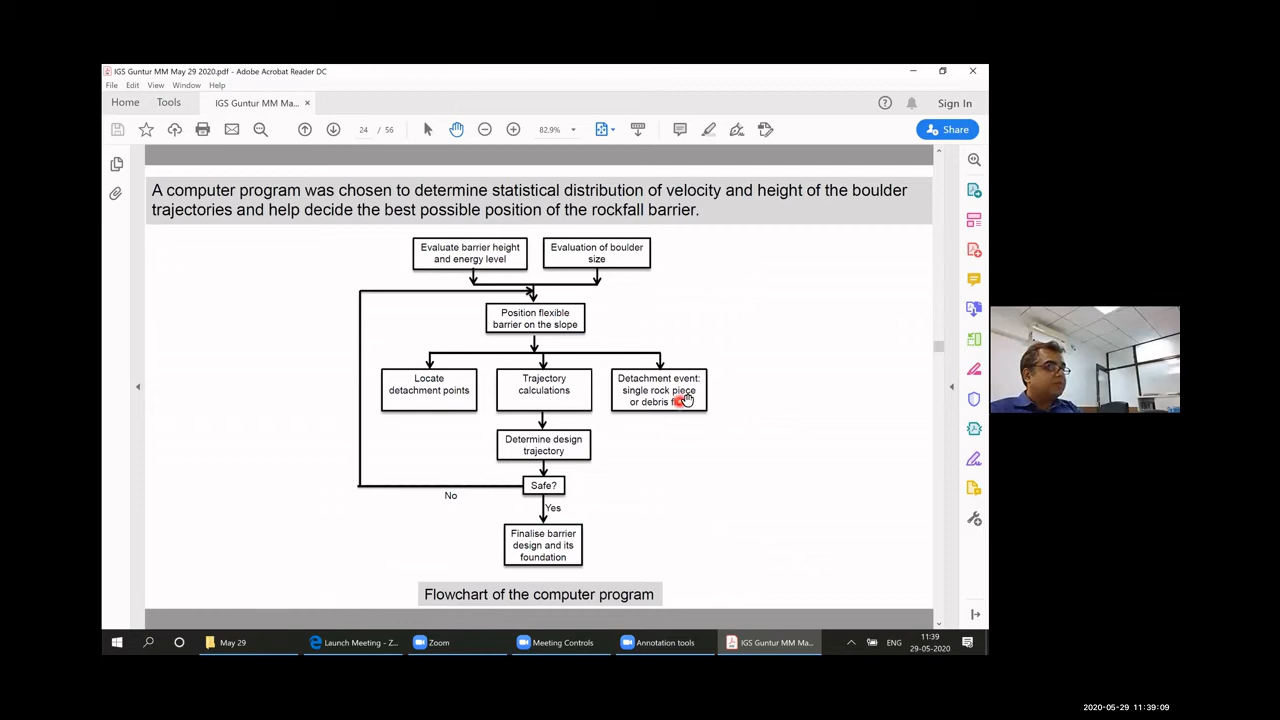 IGS Guntur MM May 29 2020.pdf - Adobe Acrobat Reader DC
File Edit View Window Help
Home Tools IGS Guntur MM Ma... × Sign In
24 / 56 82.9% Share
A computer program was chosen to determine statistical distribution of velocity and height of the boulder
trajectories and help decide the best possible position of the rockfall barrier.
Evaluate barrier height
and energy level
Evaluation of boulder
size
Position flexible
barrier on the slope
Locate
detachment points
Trajectory
calculations
Detachment event:
single rock piece
or debris
Determine design
trajectory
Safe?
No
Yes
Finalise barrier
design and its
foundation
Flowchart of the computer program
May 29 Launch Meeting - Z... Zoom Meeting Controls Annotation tools IGS Guntur MM Ma... ENG 11:39
29-05-2020
2020-05-29 11:39:09